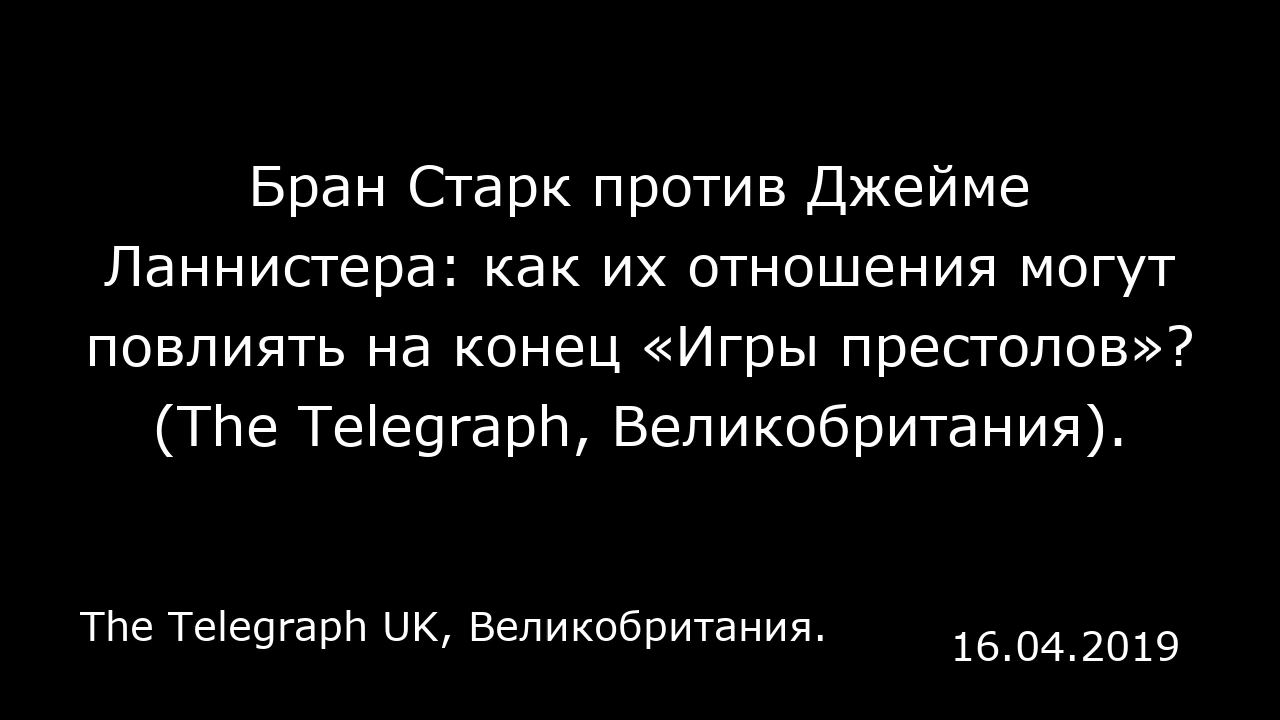 Бран Старк против Джейме
Ланнистера: как их отношения могут
повлиять на конец «Игры престолов»?
(The Telegraph, Великобритания).
The Telegraph UK, Великобритания.
16.04.2019